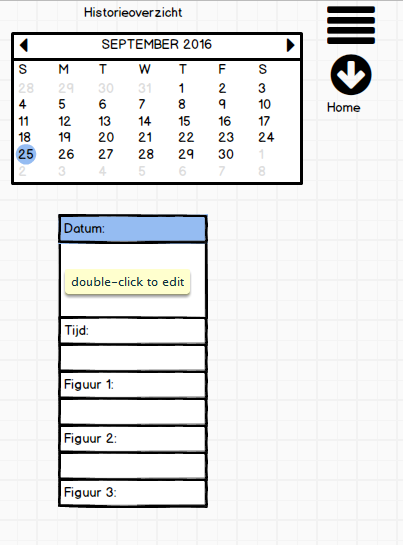 Historieoverzicht
SEPTEMBER 2016
S M T W T F S
28 29 30 31 1 2 3
4 5 6 7 8 9 10
11 12 13 14 15 16 17
18 19 20 21 22 23 24
25 26 27 28 29 30 1
2 3 4 5 6 7 8
Home
Datum:
double-click to edit
Tijd:
Figuur 1:
Figuur 2:
Figuur 3: